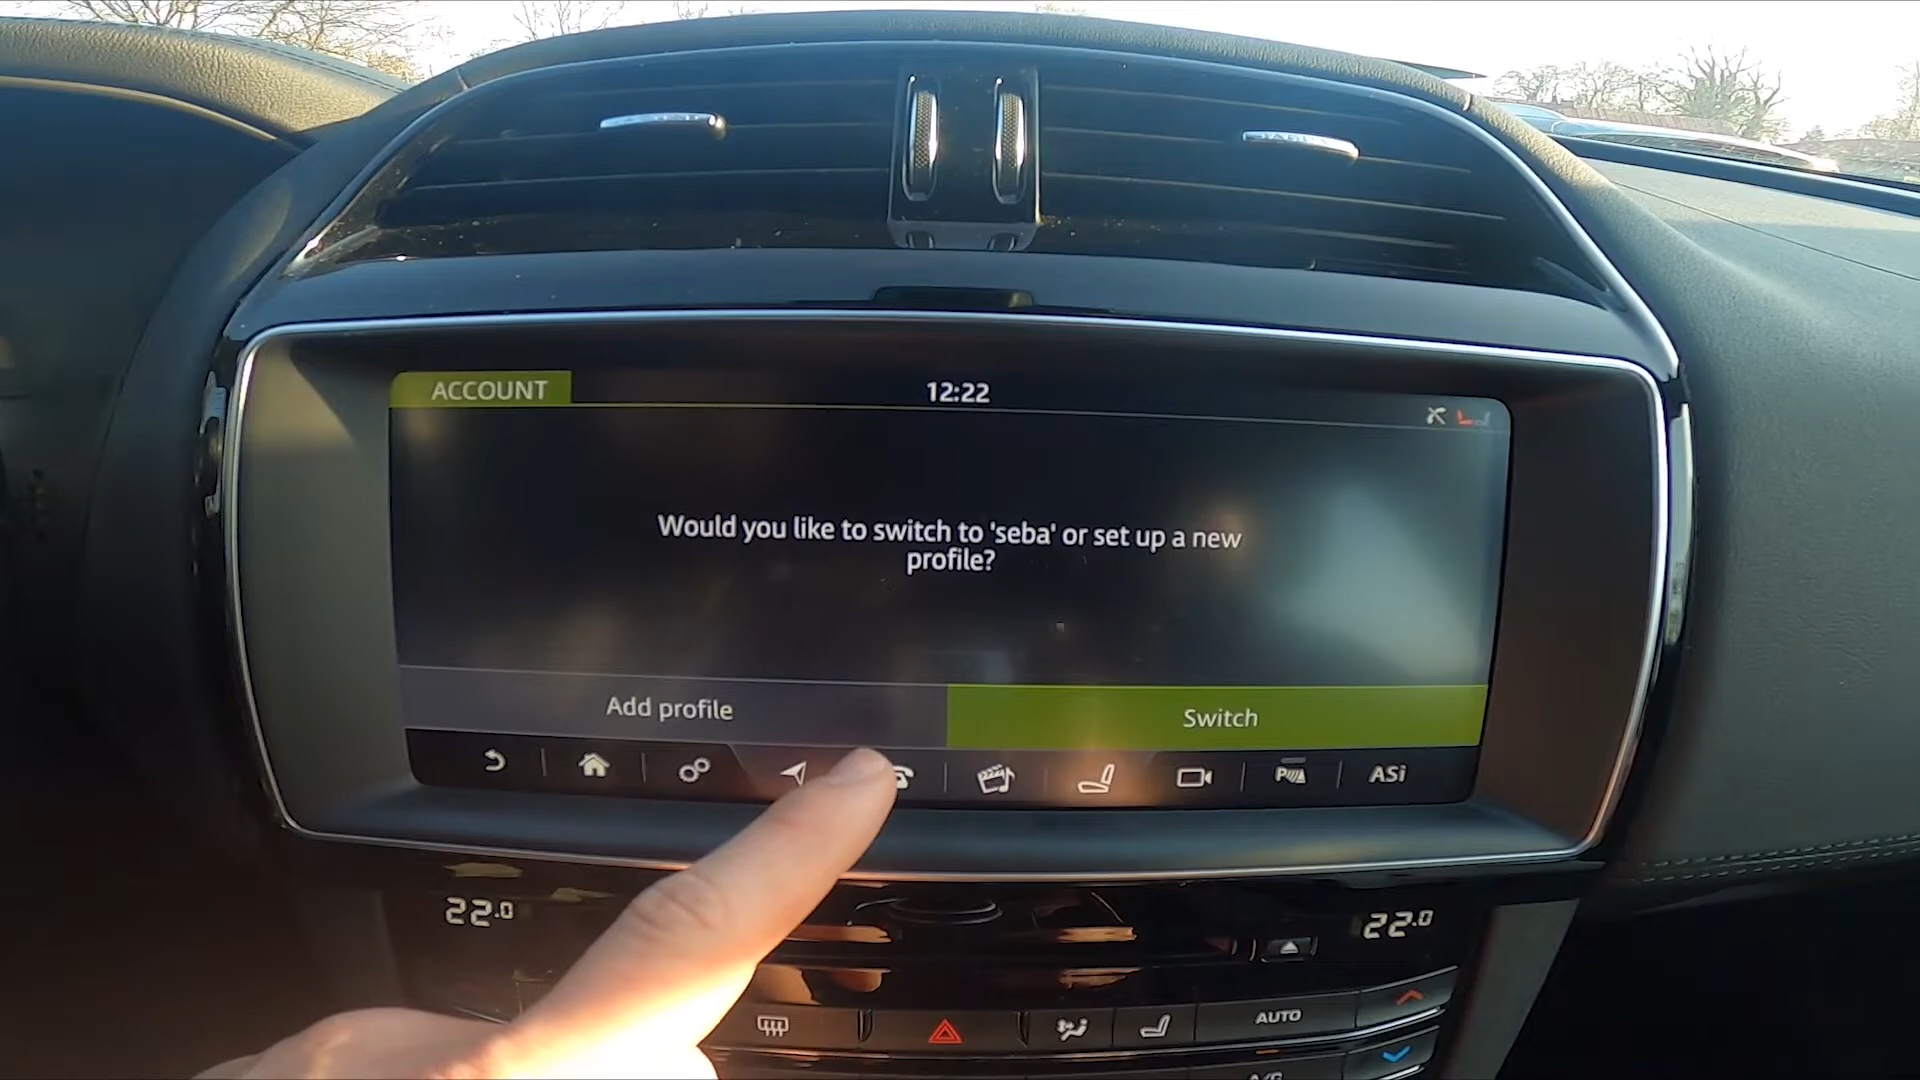 ACCOUNT
12:22
Would you like to switch to 'seba' or set up a new
profile?
Add profile
Switch
ASi
22.0
22.0
AUTO
A/C